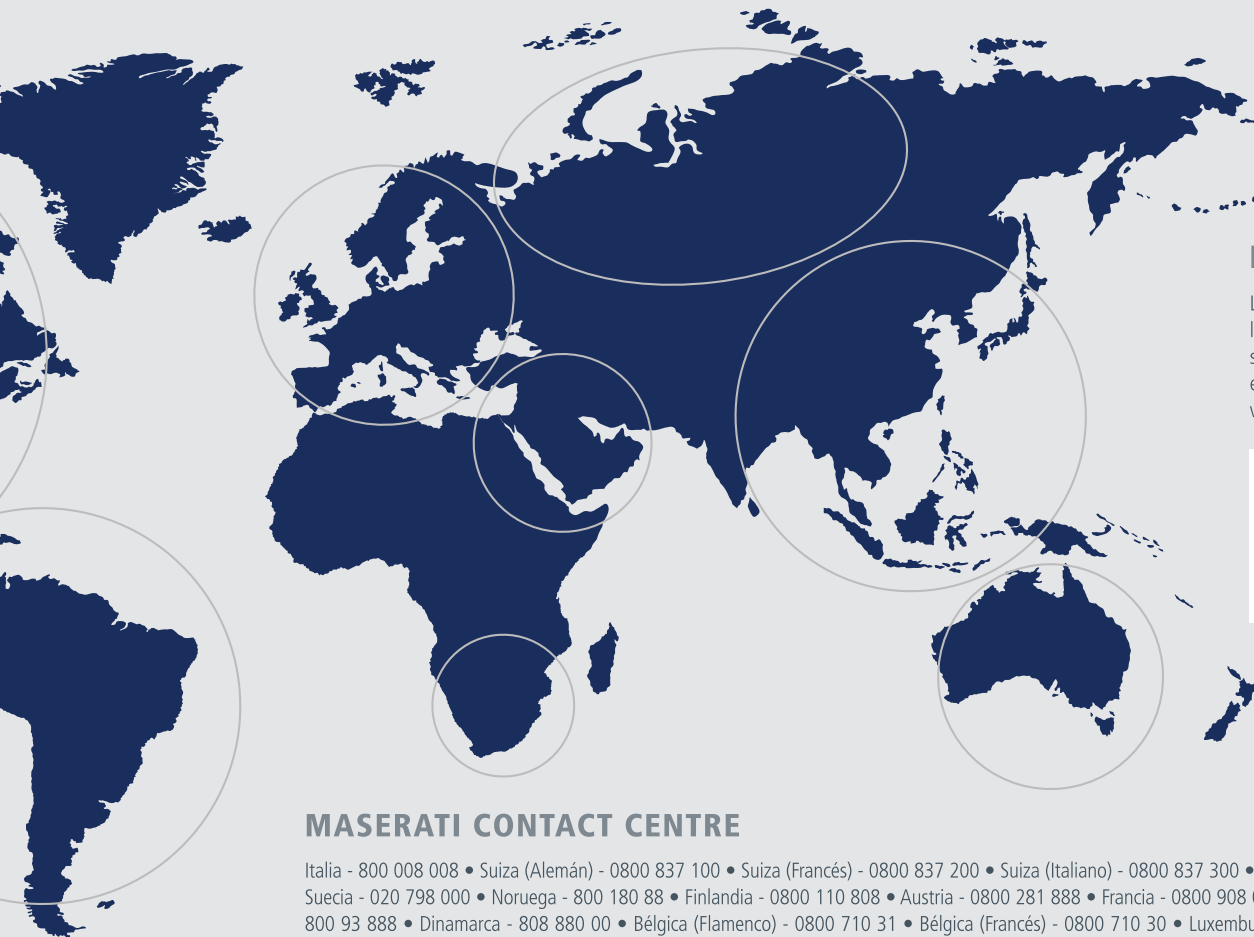 MASERATI CONTACT CENTRE
Italia - 800 008 008 • Suiza (Alemán) - 0800 837 100 • Suiza (Francés) - 0800 837 200 • Suiza (Italiano) - 0800 837 300 •
Suecia - 020 798 000 • Noruega - 800 180 88 • Finlandia - 0800 110 808 • Austria - 0800 281 888 • Francia - 0800 908
800 93 888 • Dinamarca - 808 880 00 • Bélgica (Flamenco) - 0800 710 31 • Bélgica (Francés) - 0800 710 30 •